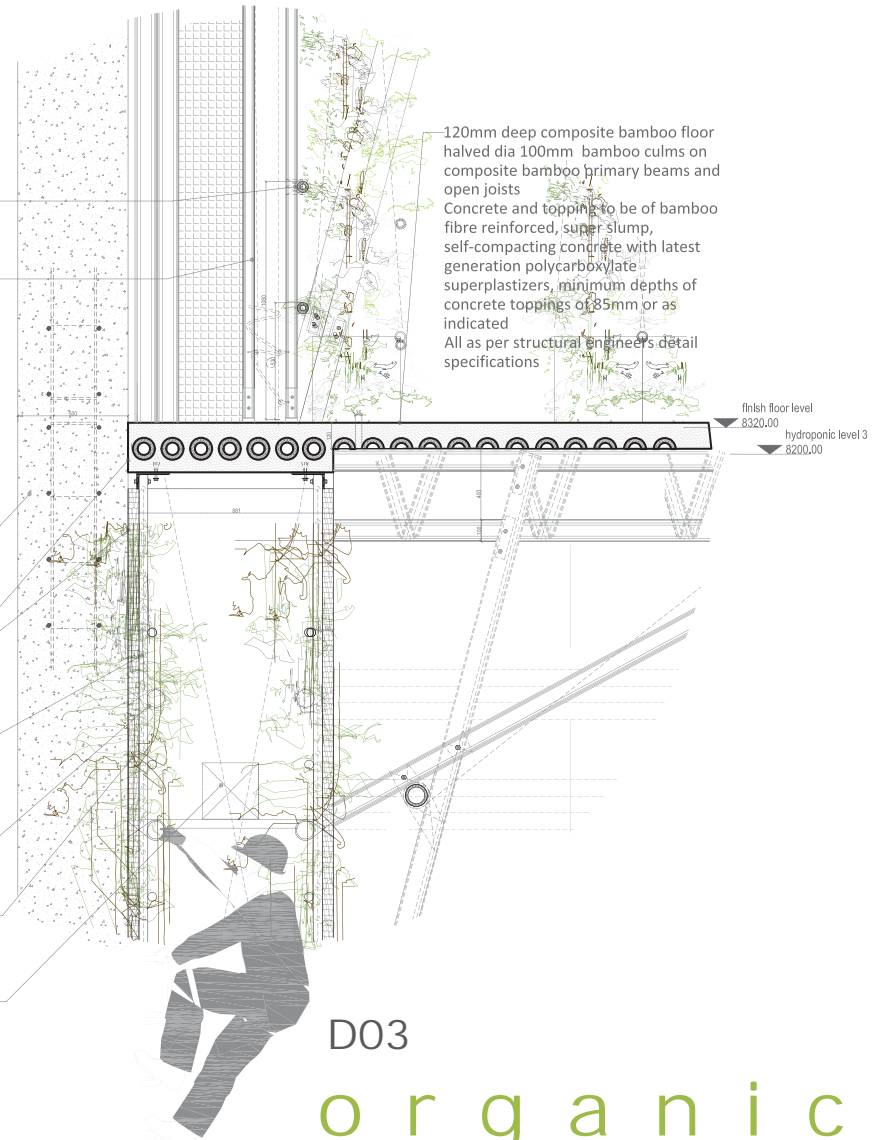 120mm deep composite bamboo floor
halved dia 100mm bamboo culms on
composite bamboo primary beams and
open joists
Concrete and topping to be of bamboo
fibre reinforced, super slump,
self-compacting concrete with latest
generation polycarboxylate
superplastizers, minimum depths of
concrete toppings of 85mm or as
indicated
All as per structural engineers detail
specifications
finish floor level
8320.00
hydroponic level 3
8200.00
D03
organic